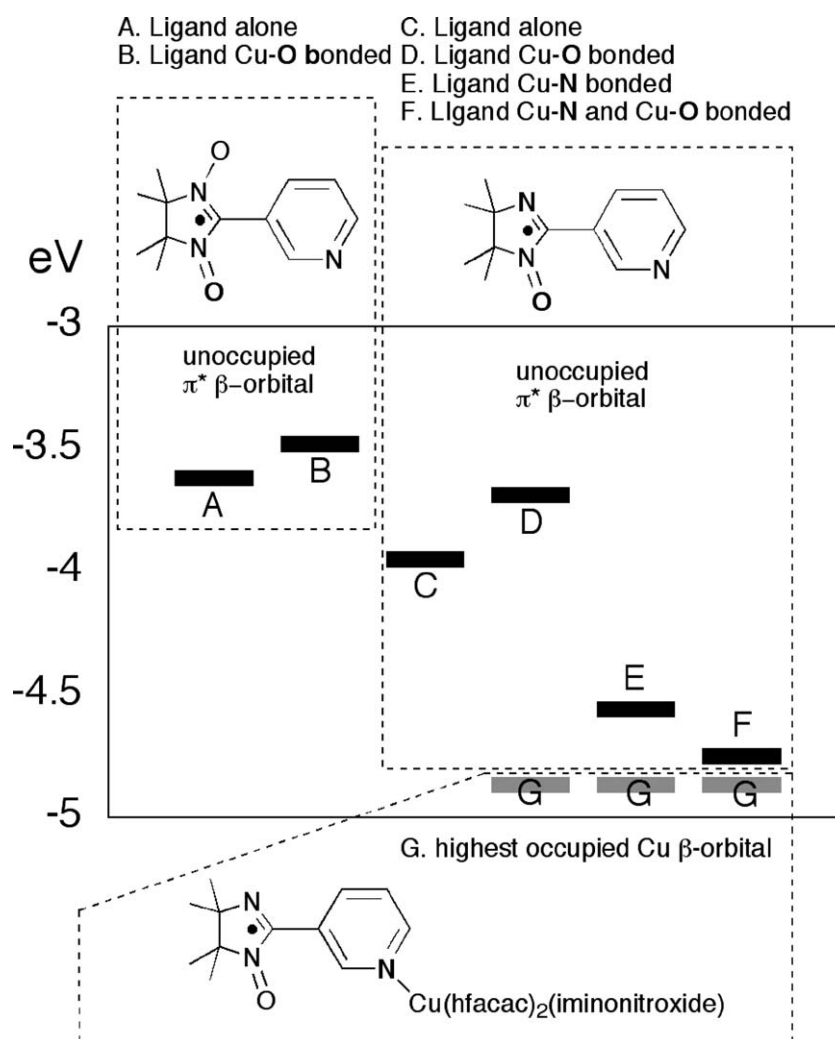 A. Ligand alone
B. Ligand Cu-O bonded
C. Ligand alone
D. Ligand Cu-O bonded
E. Ligand Cu-N bonded
F. LIgand Cu-N and Cu-O bonded
O
N
N
O
N
N
N
O
N
eV
-3
unoccupied
π* β–orbital
unoccupied
π* β–orbital
-3.5
A
B
D
-4
C
-4.5
E
F
G
G
G
-5
G. highest occupied Cu β-orbital
N
N
O
N
Cu(hfacac)₂(iminonitroxide)